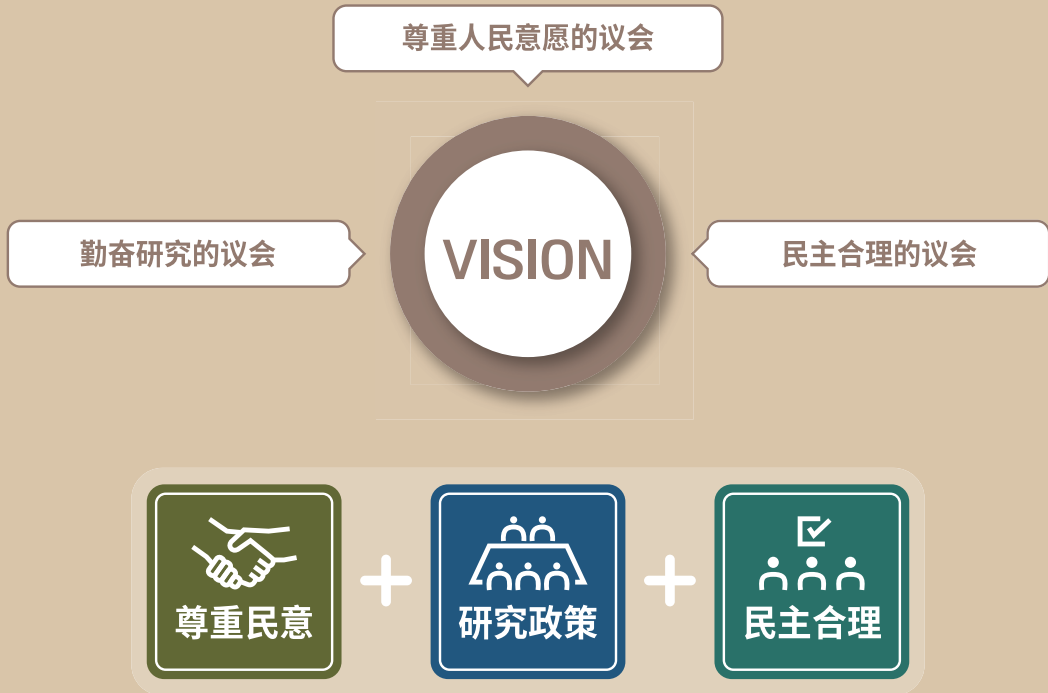 尊重人民意愿的议会
勤奋研究的议会
VISION
民主合理的议会
尊重民意
研究政策
民主合理